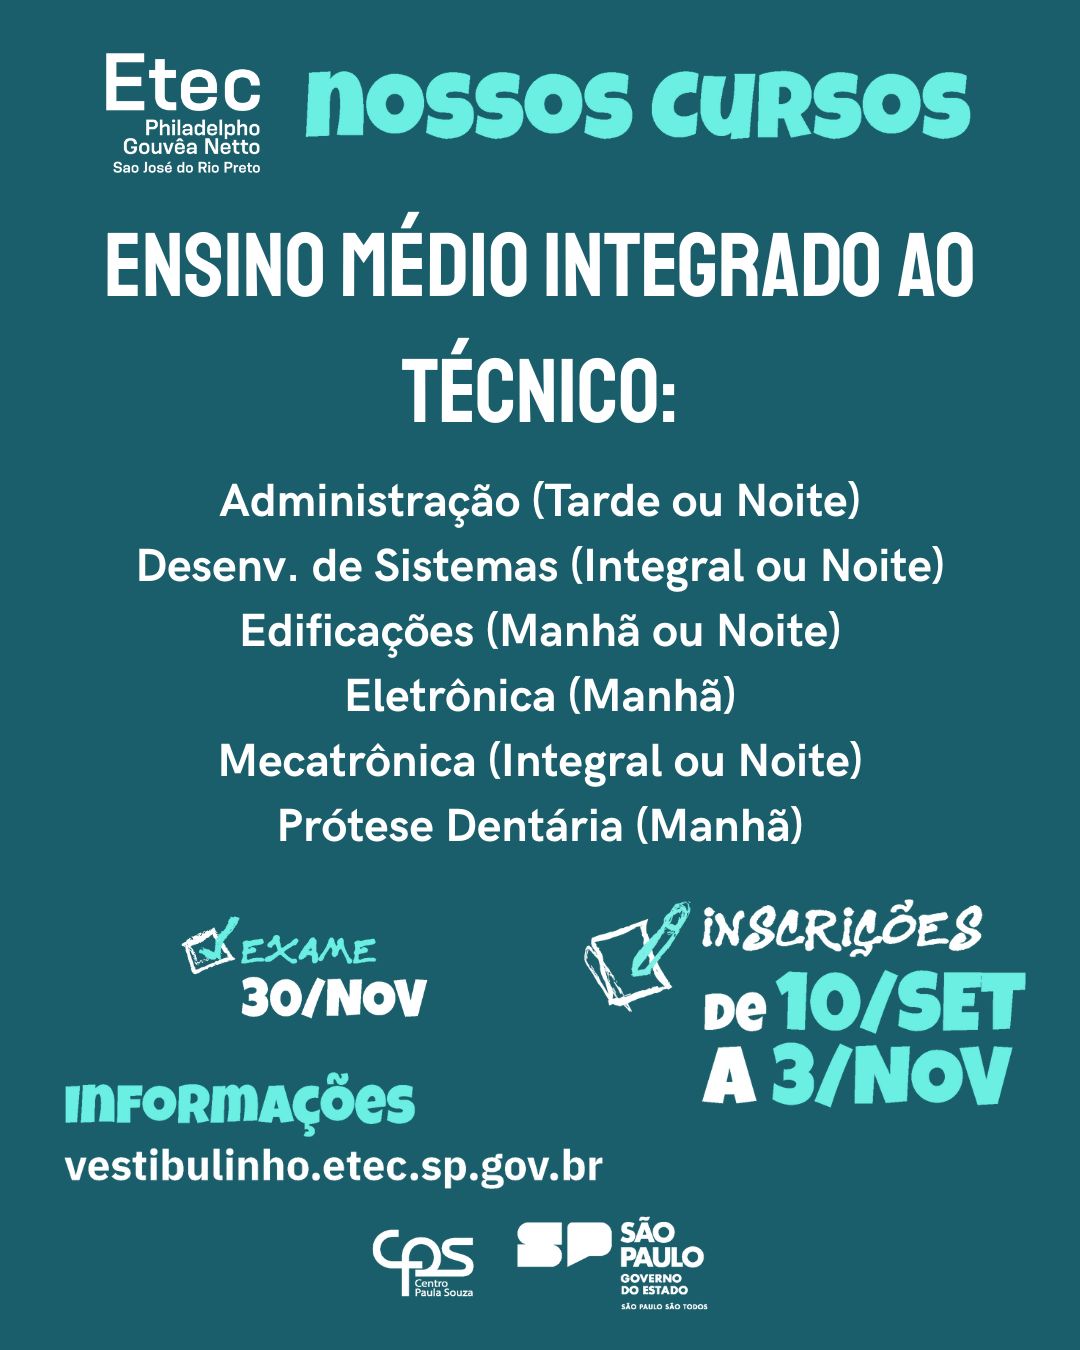 Etec
Philadelpho
Gouvêa Netto
Sao José do Rio Preto
NOSSOS CURSOS
ENSINO MÉDIO INTEGRADO AO
TÉCNICO:
Administração (Tarde ou Noite)
Desenv. de Sistemas (Integral ou Noite)
Edificações (Manhã ou Noite)
Eletrônica (Manhã)
Mecatrônica (Integral ou Noite)
Prótese Dentária (Manhã)
EXAME
30/NOV
INSCRIÇÕES
DE 10/SET
A 3/NOV
INFORMAÇÕES
vestibulinho.etec.sp.gov.br
CPS
Centro
Paula Souza
SP
SÃO
PAULO
GOVERNO
DO ESTADO
SÃO PAULO SÃO TODOS